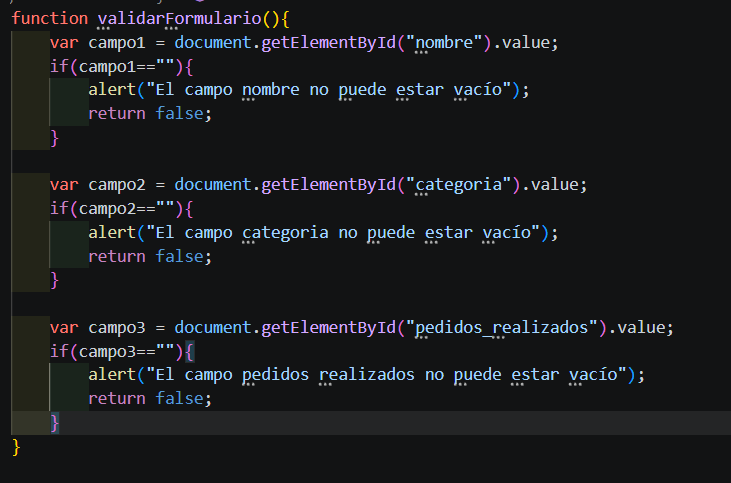 function validarFormulario(){
var campo1 = document.getElementById("nombre").value;
if(campo1==""){
alert("El campo nombre no puede estar vacío");
return false;
}
var campo2 = document.getElementById("categoria").value;
if(campo2==""){
alert("El campo categoria no puede estar vacío");
return false;
}
var campo3 = document.getElementById("pedidos_realizados").value;
if(campo3==""){
alert("El campo pedidos realizados no puede estar vacío");
return false;
}
}